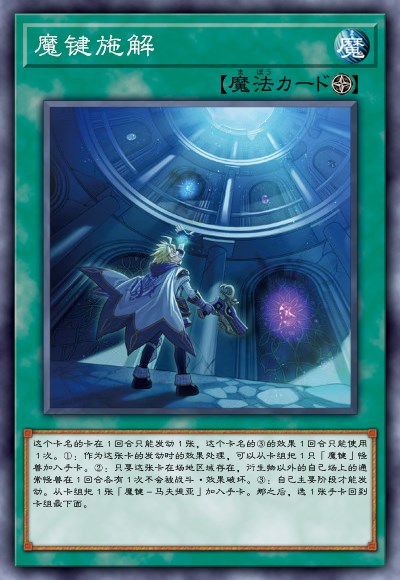 魔键施解
魔
【魔法カード】
まほう
这个卡名的卡在1回合只能发动1张，这个卡名的③的效果1回合只能使用
1次。①：作为这张卡的发动时的效果处理，可以从卡组把1只「魔键」怪
兽加入手卡。②：只要这张卡在场地区域存在，衍生物以外的自己场上的通
常怪兽在1回合各有1次不会被战斗·效果破坏。③：自己主要阶段才能发
动。从卡组把1张「魔键－马夫提亚」加入手卡。那之后，选1张手卡回到
卡组最下面。